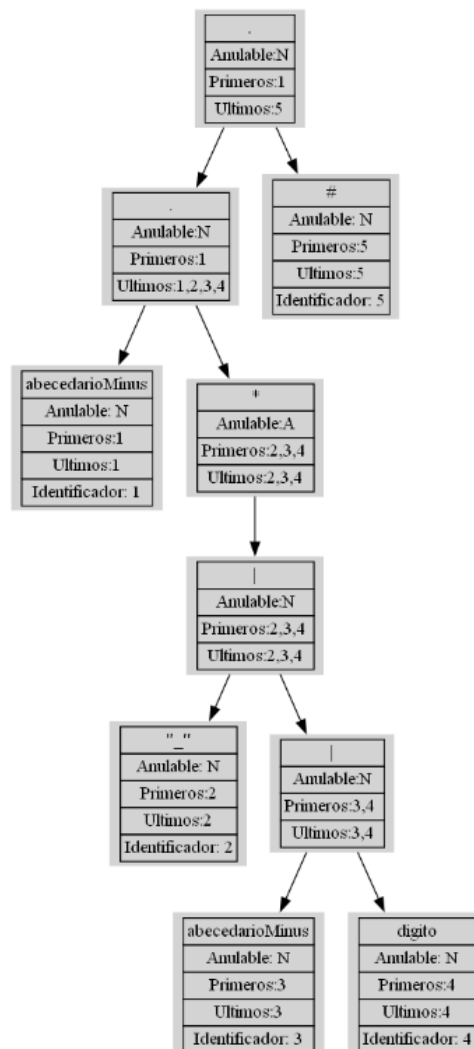 .
Anulable:N
Primeros:1
Ultimos:5
.
Anulable:N
Primeros:1
Ultimos:1,2,3,4
#
Anulable: N
Primeros:5
Ultimos:5
Identificador: 5
abecedarioMinus
Anulable: N
Primeros:1
Ultimos:1
Identificador: 1
*
Anulable:A
Primeros:2,3,4
Ultimos:2,3,4
|
Anulable:N
Primeros:2,3,4
Ultimos:2,3,4
"_"
Anulable: N
Primeros:2
Ultimos:2
Identificador: 2
|
Anulable:N
Primeros:3,4
Ultimos:3,4
abecedarioMinus
Anulable: N
Primeros:3
Ultimos:3
Identificador: 3
digito
Anulable: N
Primeros:4
Ultimos:4
Identificador: 4